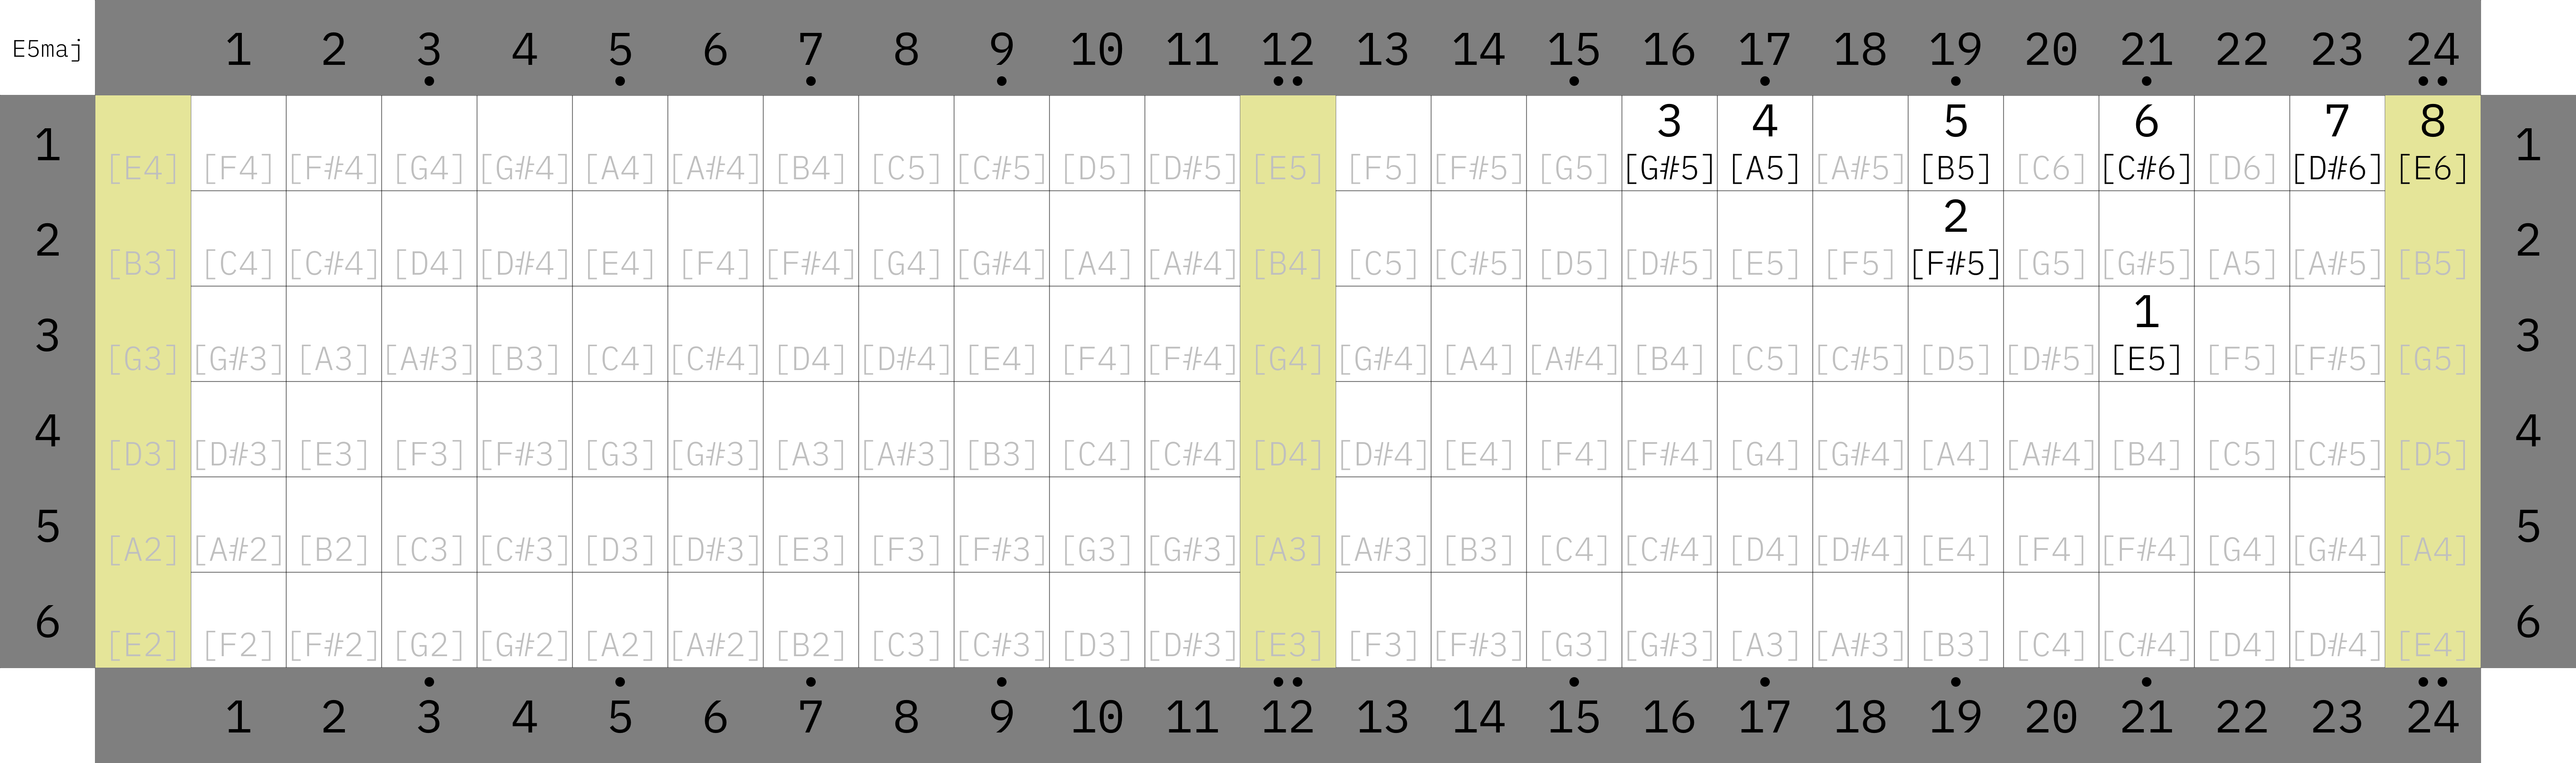 E5maj 1 2 3 4 5 6 7 8 9 10 11 12 13 14 15 16 17 18 19 20 21 22 23 24
3 4 5 6 7 8
1 [E4] [F4] [F#4] [G4] [G#4] [A4] [A#4] [B4] [C5] [C#5] [D5] [D#5] [E5] [F5] [F#5] [G5] [G#5] [A5] [A#5] [B5] [C6] [C#6] [D6] [D#6] [E6] 1
2
2 [B3] [C4] [C#4] [D4] [D#4] [E4] [F4] [F#4] [G4] [G#4] [A4] [A#4] [B4] [C5] [C#5] [D5] [D#5] [E5] [F5] [F#5] [G5] [G#5] [A5] [A#5] [B5] 2
1
3 [G3] [G#3] [A3] [A#3] [B3] [C4] [C#4] [D4] [D#4] [E4] [F4] [F#4] [G4] [G#4] [A4] [A#4] [B4] [C5] [C#5] [D5] [D#5] [E5] [F5] [F#5] [G5] 3
4 [D3] [D#3] [E3] [F3] [F#3] [G3] [G#3] [A3] [A#3] [B3] [C4] [C#4] [D4] [D#4] [E4] [F4] [F#4] [G4] [G#4] [A4] [A#4] [B4] [C5] [C#5] [D5] 4
5 [A2] [A#2] [B2] [C3] [C#3] [D3] [D#3] [E3] [F3] [F#3] [G3] [G#3] [A3] [A#3] [B3] [C4] [C#4] [D4] [D#4] [E4] [F4] [F#4] [G4] [G#4] [A4] 5
6 [E2] [F2] [F#2] [G2] [G#2] [A2] [A#2] [B2] [C3] [C#3] [D3] [D#3] [E3] [F3] [F#3] [G3] [G#3] [A3] [A#3] [B3] [C4] [C#4] [D4] [D#4] [E4] 6
1 2 3 4 5 6 7 8 9 10 11 12 13 14 15 16 17 18 19 20 21 22 23 24